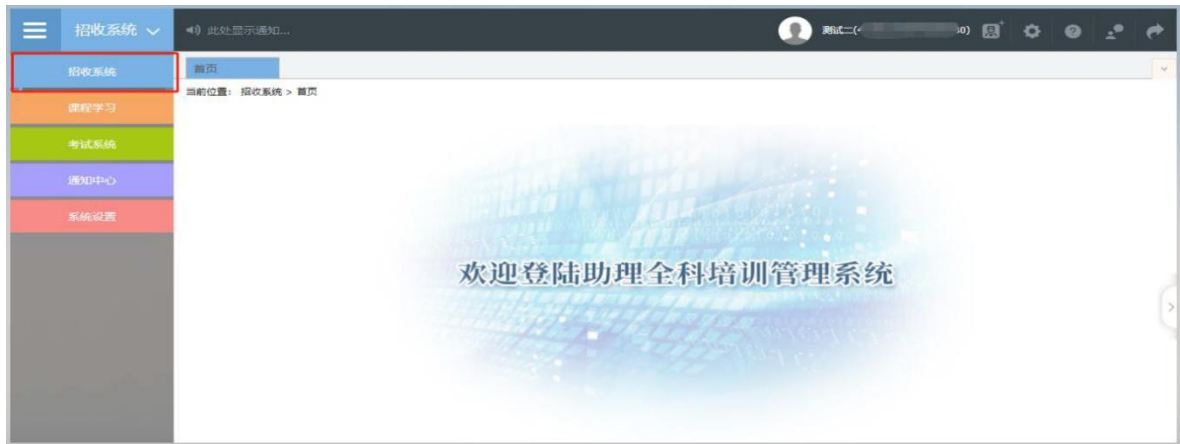 招收系统
此处显示通知...
测试二(
0)
招收系统
首页
当前位置: 招收系统 > 首页
课程学习
考试系统
通知中心
系统设置
欢迎登陆助理全科培训管理系统